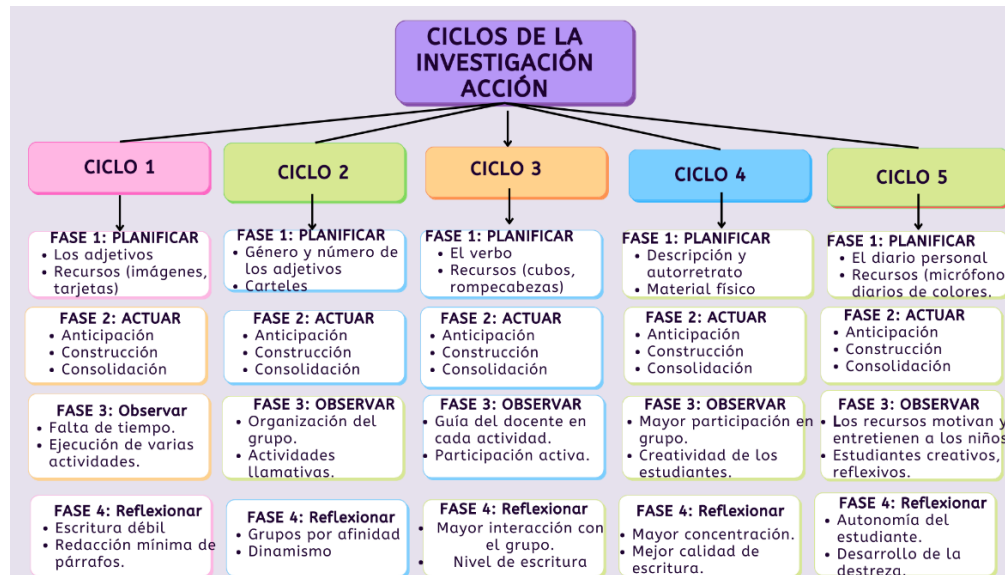 CICLOS DE LA
INVESTIGACIÓN
ACCIÓN
CICLO 1
FASE 1: PLANIFICAR
• Los adjetivos
• Recursos (imágenes,
tarjetas)
FASE 2: ACTUAR
• Anticipación
• Construcción
• Consolidación
FASE 3: Observar
• Falta de tiempo.
• Ejecución de varias
actividades.
FASE 4: Reflexionar
• Escritura débil
• Redacción mínima de
párrafos.
CICLO 2
FASE 1: PLANIFICAR
• Género y número de
los adjetivos
• Carteles
FASE 2: ACTUAR
• Anticipación
• Construcción
• Consolidación
FASE 3: OBSERVAR
• Organización del
grupo.
• Actividades
llamativas.
FASE 4: Reflexionar
• Grupos por afinidad
• Dinamismo
CICLO 3
FASE 1: PLANIFICAR
• El verbo
• Recursos (cubos,
rompecabezas)
FASE 2: ACTUAR
• Anticipación
• Construcción
• Consolidación
FASE 3: OBSERVAR
• Guía del docente en
cada actividad.
• Participación activa.
FASE 4: Reflexionar
• Mayor interacción con
el grupo.
• Nivel de escritura
CICLO 4
FASE 1: PLANIFICAR
• Descripción y
autorretrato
• Material físico
FASE 2: ACTUAR
• Anticipación
• Construcción
• Consolidación
FASE 3: OBSERVAR
• Mayor participación en
grupo.
• Creatividad de los
estudiantes.
FASE 4: Reflexionar
• Mayor concentración.
• Mejor calidad de
escritura.
CICLO 5
FASE 1: PLANIFICAR
• El diario personal
• Recursos (micrófono
diarios de colores.
FASE 2: ACTUAR
• Anticipación
• Construcción
• Consolidación
FASE 3: OBSERVAR
• Los recursos motivan y
entretienen a los niños
• Estudiantes creativos,
reflexivos.
FASE 4: Reflexionar
• Autonomía del
estudiante.
• Desarrollo de la
destreza.